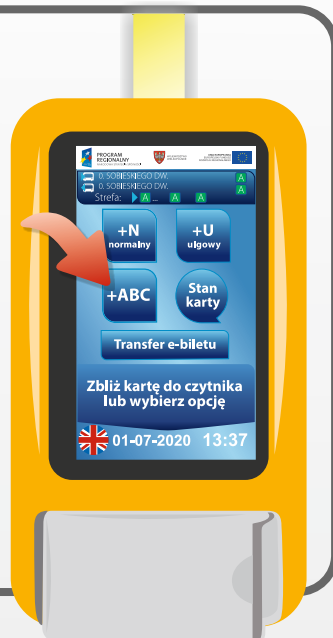 PROGRAM
REGIONALNY
0. SOBIESKIEGO DW.
A
0. SOBIESKIEGO DW.
A
Strefa: A ... A A
+N
normalny
+U
ulgowy
+ABC
Stan
karty
Transfer e-biletu
Zbliż kartę do czytnika
lub wybierz opcję
01-07-2020 13:37